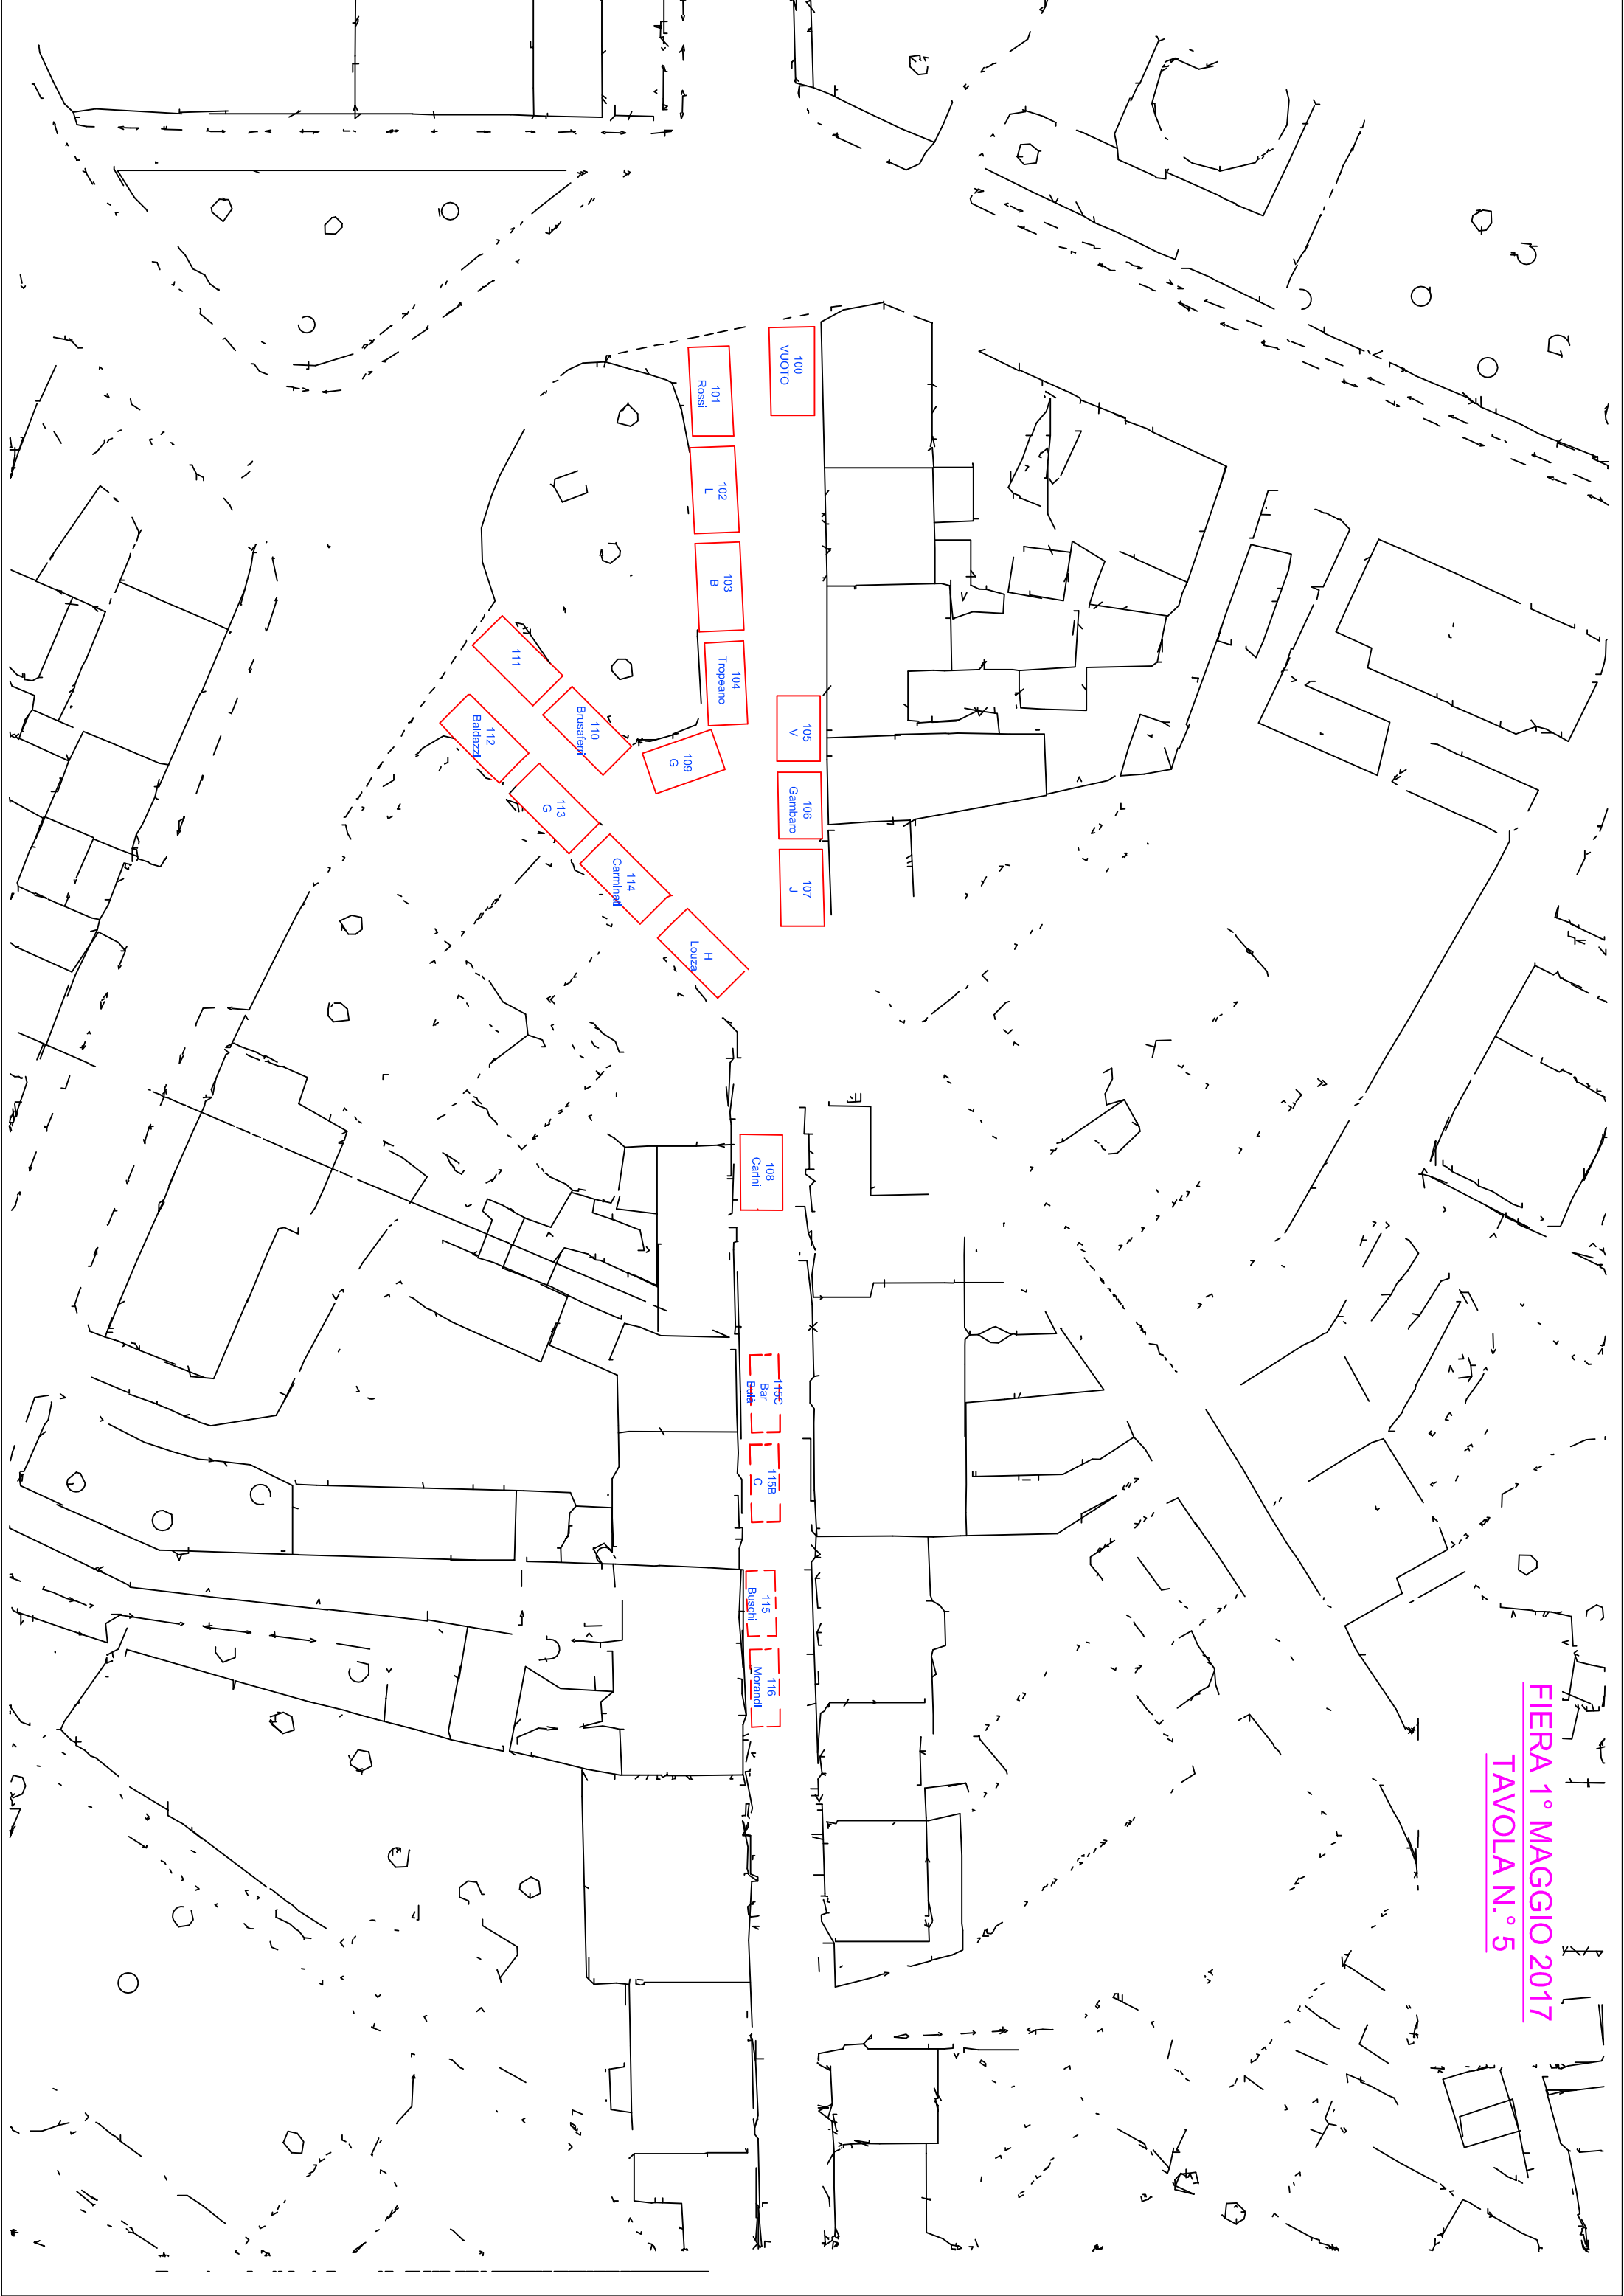 FIERA 1° MAGGIO 2017
TAVOLA N.° 5
100
VUOTO
101
Rossi
102
L
103
B
104
Tropeano
105
V
106
Gambaro
107
J
109
G
110
Brusaferri
111
112
Baldazzi
113
G
114
Carminati
H
Louza
108
Carini
115C
Bar
Bulà
115B
C
115
Buschi
116
Morandi